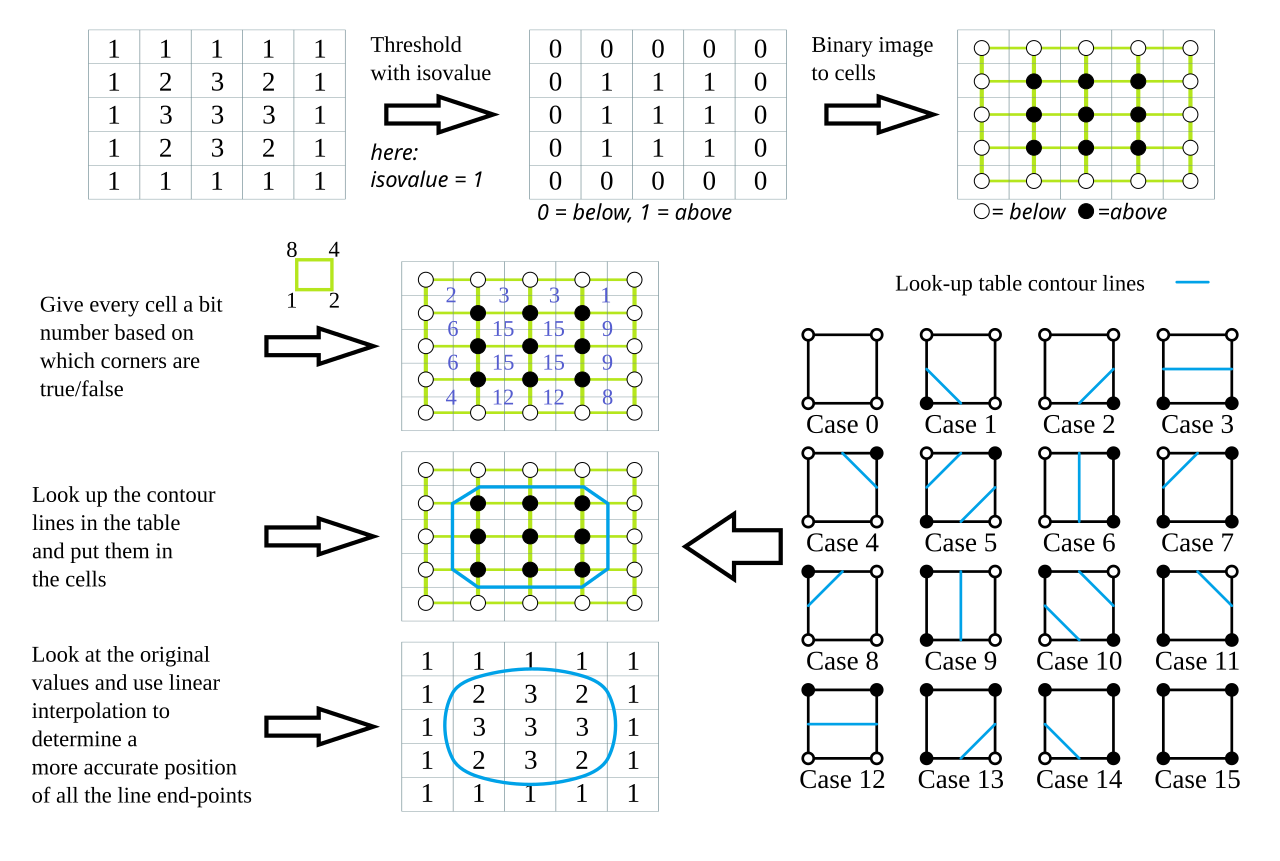 1 1 1 1 1
1 2 3 2 1
1 3 3 3 1
1 2 3 2 1
1 1 1 1 1
Threshold
with isovalue
here:
isovalue = 1
0 0 0 0 0
0 1 1 1 0
0 1 1 1 0
0 1 1 1 0
0 0 0 0 0
0 = below, 1 = above
Binary image
to cells
= below =above
Give every cell a bit
number based on
which corners are
true/false
8 4
1 2
2 3 3 1
6 15 15 9
6 15 15 9
4 12 12 8
Look-up table contour lines
Case 0 Case 1 Case 2 Case 3
Case 4 Case 5 Case 6 Case 7
Case 8 Case 9 Case 10 Case 11
Case 12 Case 13 Case 14 Case 15
Look up the contour
lines in the table
and put them in
the cells
Look at the original
values and use linear
interpolation to
determine a
more accurate position
of all the line end-points
1 1 1 1 1
1 2 3 2 1
1 3 3 3 1
1 2 3 2 1
1 1 1 1 1